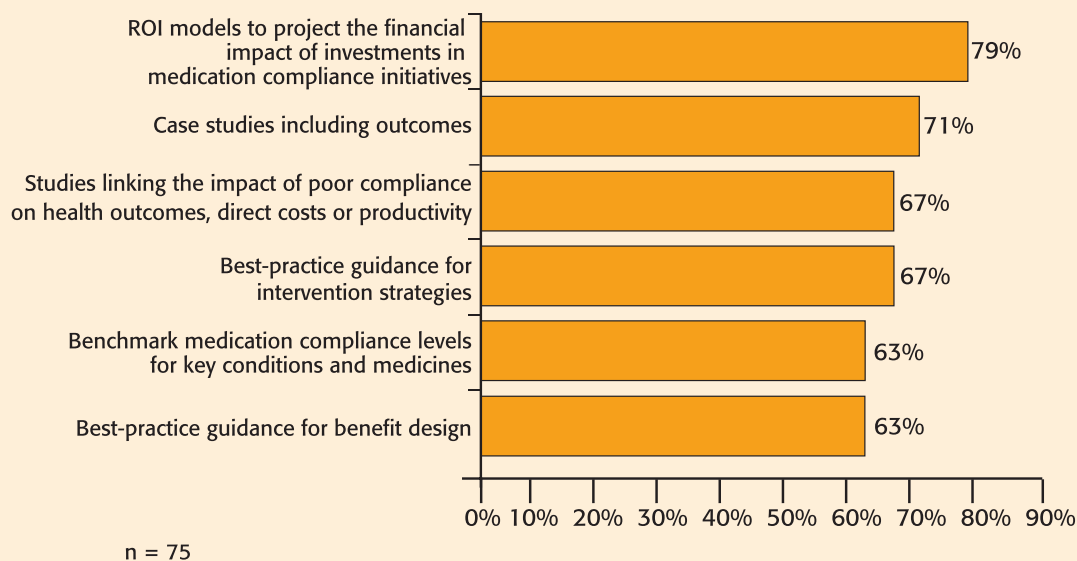 ROI models to project the financial
impact of investments in
medication compliance initiatives
79%
Case studies including outcomes
71%
Studies linking the impact of poor compliance
on health outcomes, direct costs or productivity
67%
Best-practice guidance for
intervention strategies
67%
Benchmark medication compliance levels
for key conditions and medicines
63%
Best-practice guidance for benefit design
63%
0% 10% 20% 30% 40% 50% 60% 70% 80% 90%
n = 75